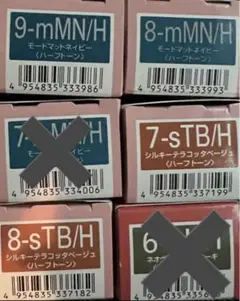 9-mMN/H
モードマットネイビー
〈ハーフトーン〉
4 954835 333986
8-mMN/H
モードマットネイビー
〈ハーフトーン〉
4 954835 333993
7-
N/H
4 954835 334006
7-sTB/H
シルキーテラコッタベージュ
〈ハーフトーン〉
4 954835 337199
8-sTB/H
シルキーテラコッタベージュ
〈ハーフトーン〉
4 954835 337182
6
H
ネオ